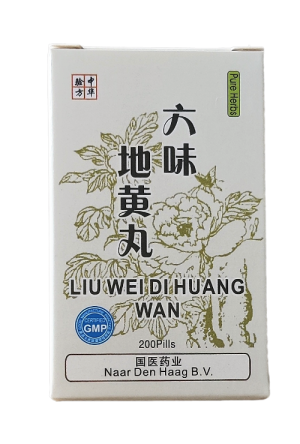 中华
验方
Pure Herbs
六味
地黄丸
LIU WEI DI HUANG
WAN
CERTIFIED
GMP
200Pills
国医药业
Naar Den Haag B.V.